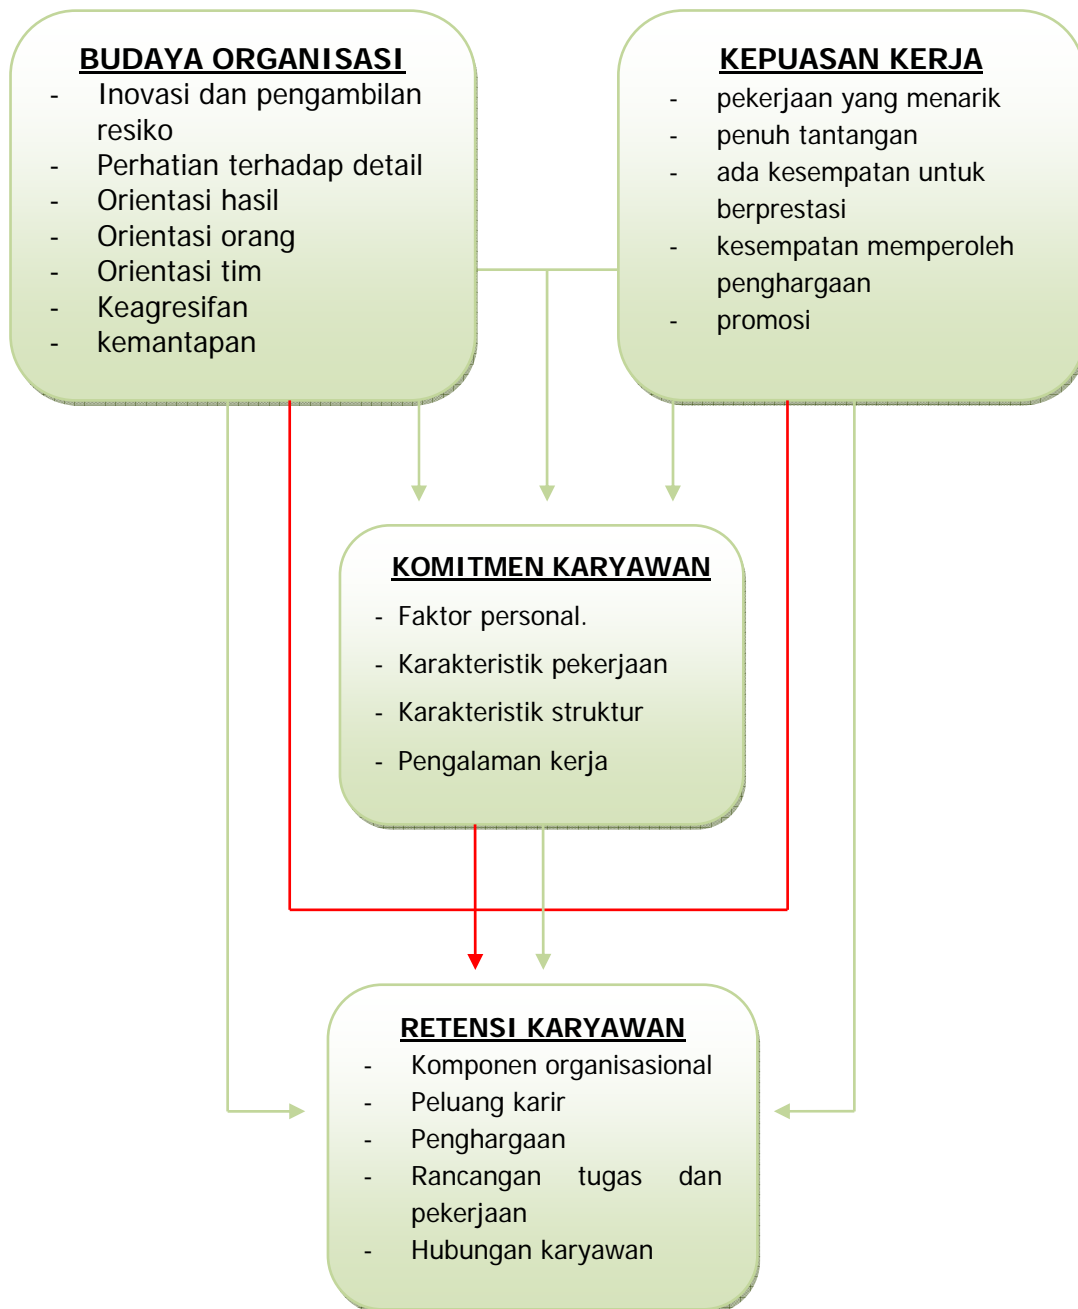 BUDAYA ORGANISASI
- Inovasi dan pengambilan
resiko
- Perhatian terhadap detail
- Orientasi hasil
- Orientasi orang
- Orientasi tim
- Keagresifan
- kemantapan
KEPUASAN KERJA
- pekerjaan yang menarik
- penuh tantangan
- ada kesempatan untuk
berprestasi
- kesempatan memperoleh
penghargaan
- promosi
KOMITMEN KARYAWAN
- Faktor personal.
- Karakteristik pekerjaan
- Karakteristik struktur
- Pengalaman kerja
RETENSI KARYAWAN
- Komponen organisasional
- Peluang karir
- Penghargaan
- Rancangan tugas dan
pekerjaan
- Hubungan karyawan